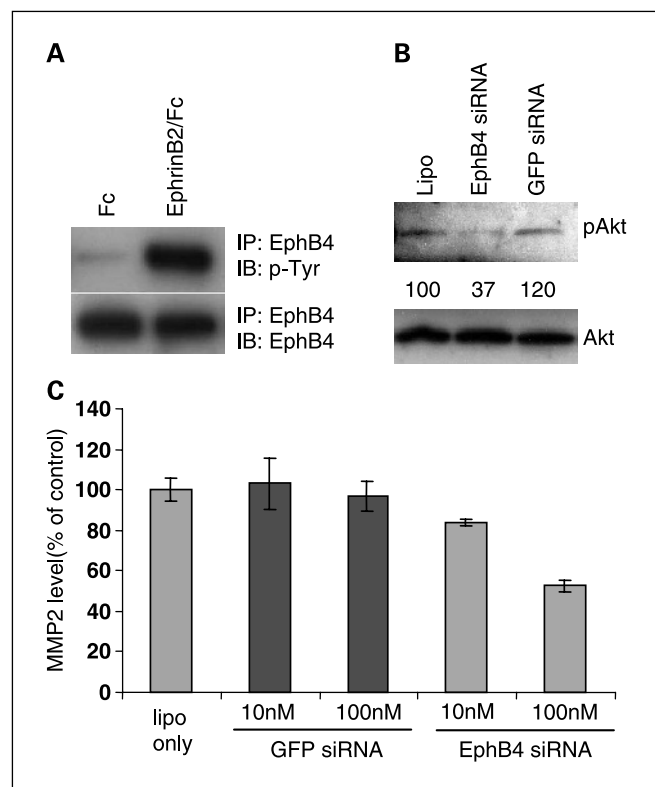 A
Fc
EphrinB2/Fc
IP: EphB4
IB: p-Tyr
IP: EphB4
IB: EphB4
B
Lipo
EphB4 siRNA
GFP siRNA
pAkt
100 37 120
Akt
C
MMP2 level(% of control)
140
120
100
80
60
40
20
0
lipo
only
10nM 100nM 10nM 100nM
GFP siRNA EphB4 siRNA